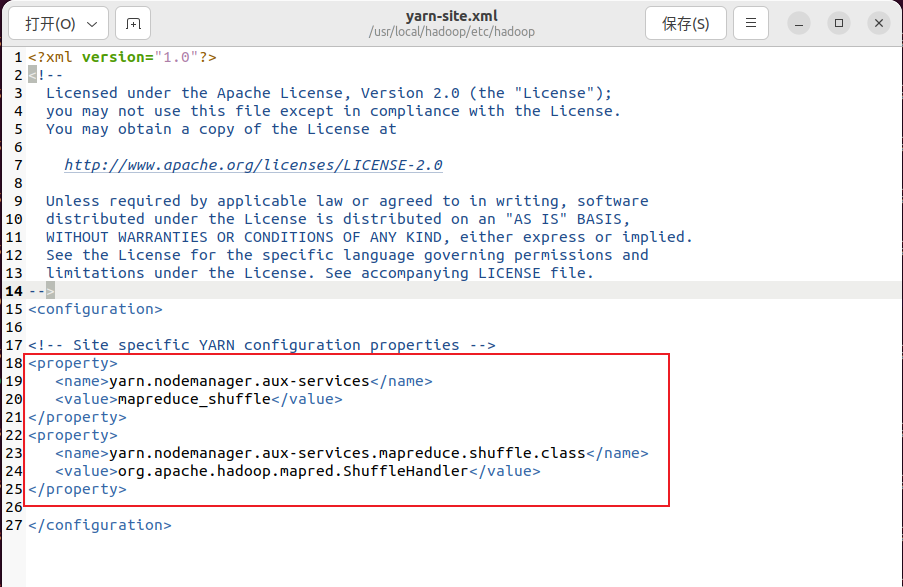 打开(O)
yarn-site.xml
/usr/local/hadoop/etc/hadoop
保存(S)
1 <?xml version="1.0"?>
2 <!--
3   Licensed under the Apache License, Version 2.0 (the "License");
4   you may not use this file except in compliance with the License.
5   You may obtain a copy of the License at
6
7     http://www.apache.org/licenses/LICENSE-2.0
8
9   Unless required by applicable law or agreed to in writing, software
10   distributed under the License is distributed on an "AS IS" BASIS,
11   WITHOUT WARRANTIES OR CONDITIONS OF ANY KIND, either express or implied.
12   See the License for the specific language governing permissions and
13   limitations under the License. See accompanying LICENSE file.
14 -->
15 <configuration>
16
17 <!-- Site specific YARN configuration properties -->
18 <property>
19    <name>yarn.nodemanager.aux-services</name>
20    <value>mapreduce_shuffle</value>
21 </property>
22 <property>
23    <name>yarn.nodemanager.aux-services.mapreduce.shuffle.class</name>
24    <value>org.apache.hadoop.mapred.ShuffleHandler</value>
25 </property>
26
27 </configuration>